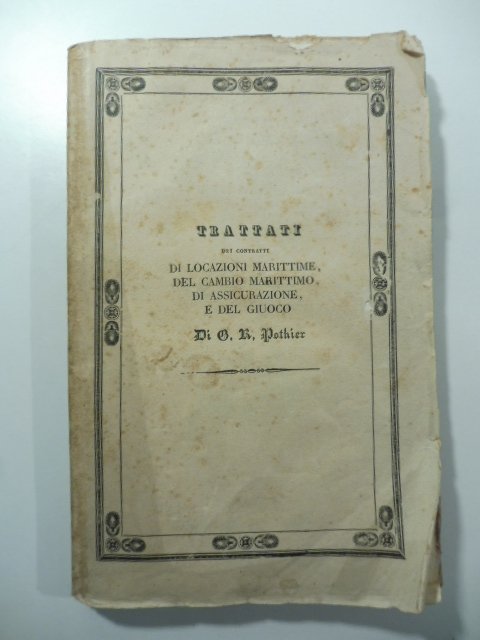 TRATTATI
DEI CONTRATTI
DI LOCAZIONI MARITTIME,
DEL CAMBIO MARITTIMO,
DI ASSICURAZIONE,
E DEL GIUOCO
Di G. R. Pothier